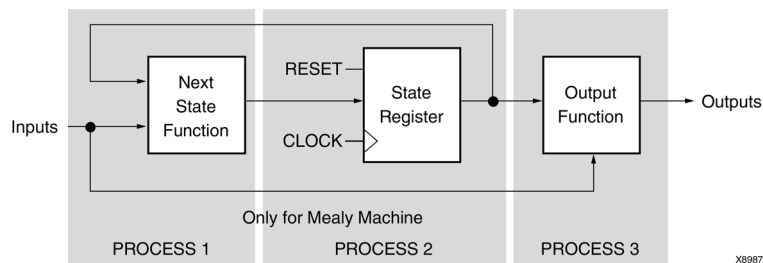 Next
State
Function
RESET
CLOCK
State
Register
Output
Function
Inputs
Outputs
Only for Mealy Machine
PROCESS 1
PROCESS 2
PROCESS 3
X8987